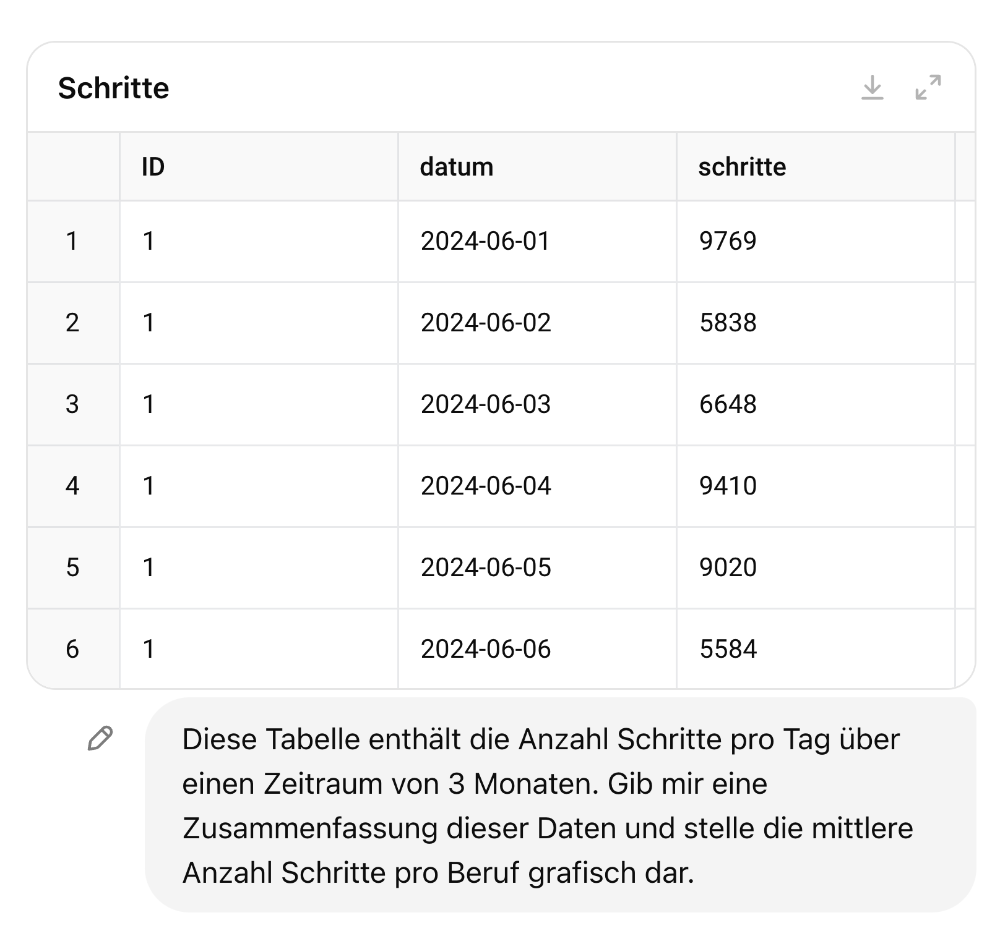 Schritte
ID datum schritte
1 1 2024-06-01 9769
2 1 2024-06-02 5838
3 1 2024-06-03 6648
4 1 2024-06-04 9410
5 1 2024-06-05 9020
6 1 2024-06-06 5584
Diese Tabelle enthält die Anzahl Schritte pro Tag über
einen Zeitraum von 3 Monaten. Gib mir eine
Zusammenfassung dieser Daten und stelle die mittlere
Anzahl Schritte pro Beruf grafisch dar.